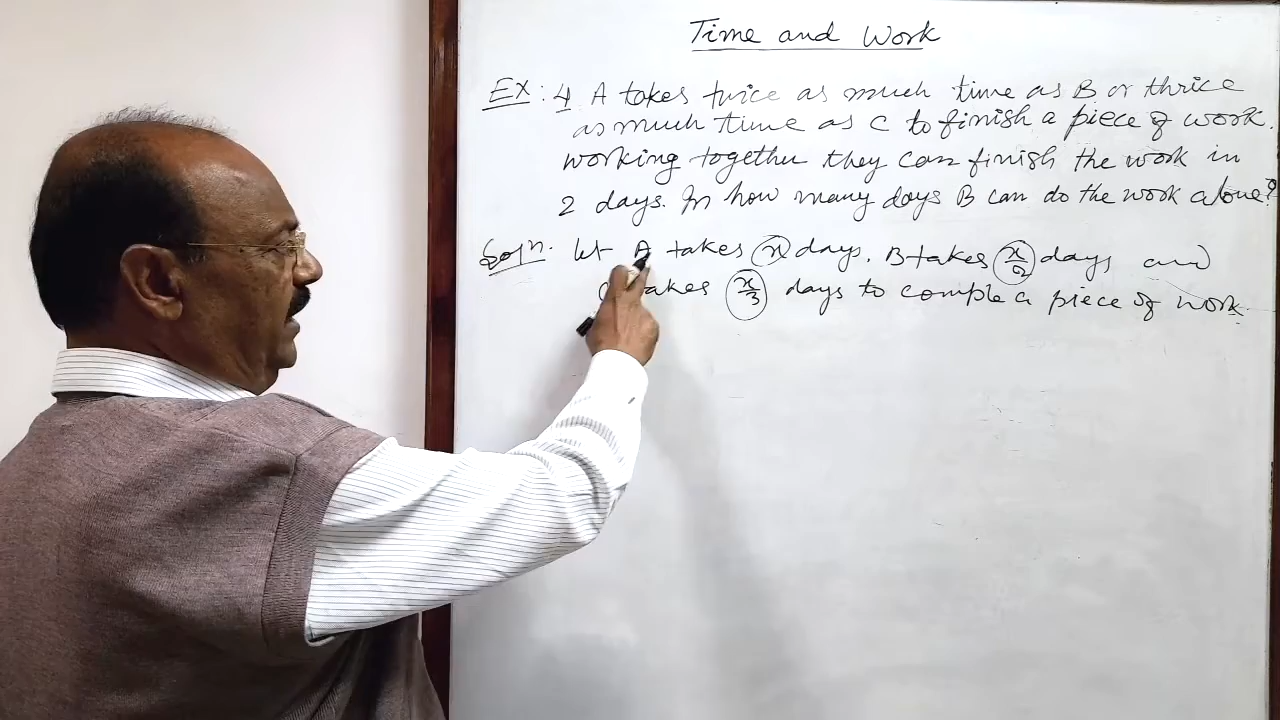 Time and Work
Ex: 4 A takes twice as much time as B or thrice
as much time as C to finish a piece of work.
working together they can finish the work in
2 days. In how many days B can do the work alone?
Soln. let A takes x days. B takes x/2 days and
takes x/3 days to comple a piece of work.